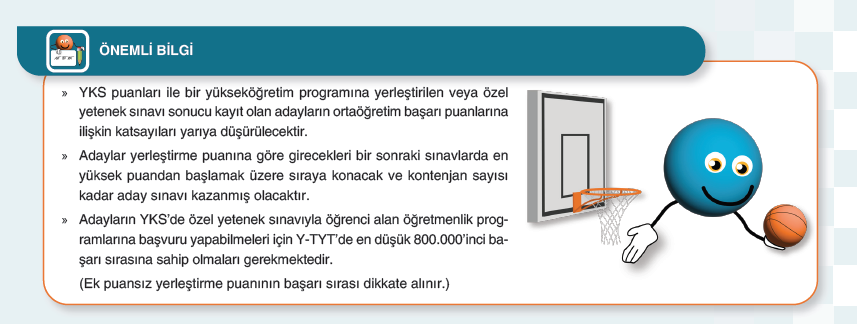 ÖNEMLİ BİLGİ
» YKS puanları ile bir yükseköğretim programına yerleştirilen veya özel
yetenek sınavı sonucu kayıt olan adayların ortaöğretim başarı puanlarına
ilişkin katsayıları yarıya düşürülecektir.
» Adaylar yerleştirme puanına göre girecekleri bir sonraki sınavlarda en
yüksek puandan başlamak üzere sıraya konacak ve kontenjan sayısı
kadar aday sınavı kazanmış olacaktır.
» Adayların YKS’de özel yetenek sınavıyla öğrenci alan öğretmenlik prog-
ramlarına başvuru yapabilmeleri için Y-TYT’de en düşük 800.000’inci ba-
şarı sırasına sahip olmaları gerekmektedir.
(Ek puansız yerleştirme puanının başarı sırası dikkate alınır.)